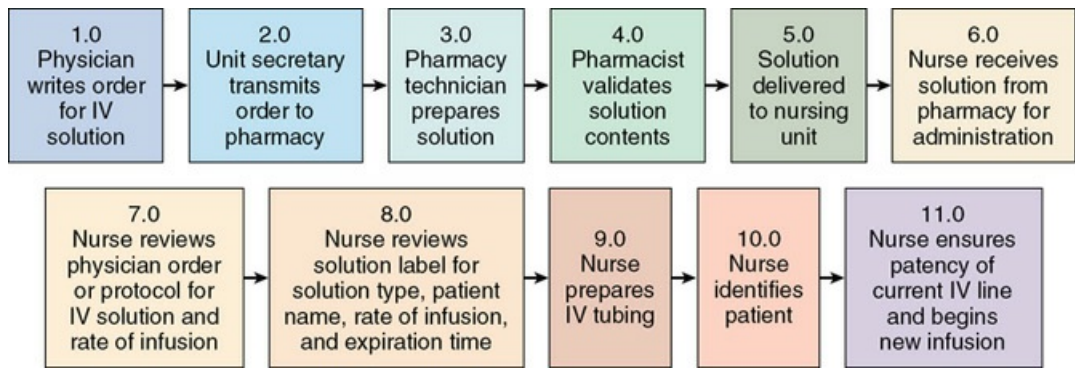 1.0
Physician
writes order
for IV
solution
2.0
Unit secretary
transmits
order to
pharmacy
3.0
Pharmacy
technician
prepares
solution
4.0
Pharmacist
validates
solution
contents
5.0
Solution
delivered
to nursing
unit
6.0
Nurse receives
solution from
pharmacy for
administration
7.0
Nurse reviews
physician order
or protocol for
IV solution and
rate of infusion
8.0
Nurse reviews
solution label for
solution type, patient
name, rate of infusion,
and expiration time
9.0
Nurse
prepares
IV tubing
10.0
Nurse
identifies
patient
11.0
Nurse ensures
patency of
current IV line
and begins
new infusion